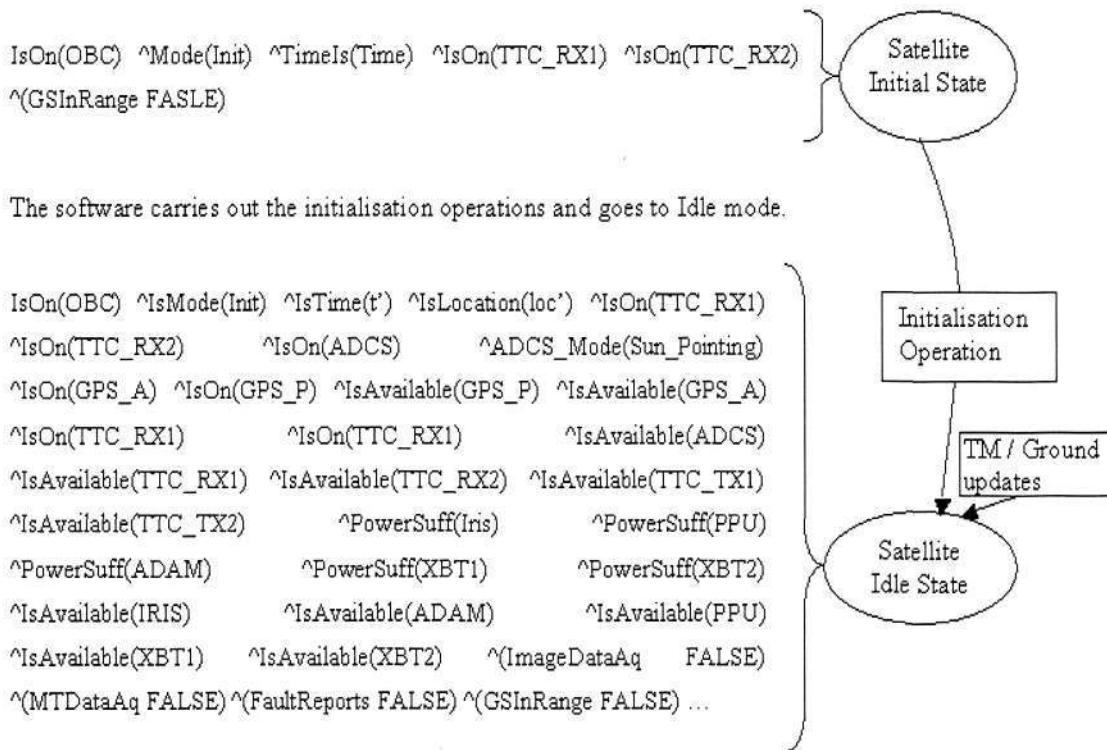 IsOn(OBC) ^Mode(Init) ^TimeIs(Time) ^IsOn(TTC_RX1) ^IsOn(TTC_RX2)
^(GSInRange FASLE)
Satellite
Initial State
The software carries out the initialisation operations and goes to Idle mode.
IsOn(OBC) ^IsMode(Init) ^IsTime(t') ^IsLocation(loc') ^IsOn(TTC_RX1)
^IsOn(TTC_RX2) ^IsOn(ADCS) ^ADCS_Mode(Sun_Pointing)
^IsOn(GPS_A) ^IsOn(GPS_P) ^IsAvailable(GPS_P) ^IsAvailable(GPS_A)
^IsOn(TTC_RX1) ^IsOn(TTC_RX1) ^IsAvailable(ADCS)
^IsAvailable(TTC_RX1) ^IsAvailable(TTC_RX2) ^IsAvailable(TTC_TX1)
^IsAvailable(TTC_TX2) ^PowerSuff(Iris) ^PowerSuff(PPU)
^PowerSuff(ADAM) ^PowerSuff(XBT1) ^PowerSuff(XBT2)
^IsAvailable(IRIS) ^IsAvailable(ADAM) ^IsAvailable(PPU)
^IsAvailable(XBT1) ^IsAvailable(XBT2) ^(ImageDataAq FALSE)
^(MTDataAq FALSE) ^(FaultReports FALSE) ^(GSInRange FALSE) ...
Initialisation
Operation
TM / Ground
updates
Satellite
Idle State